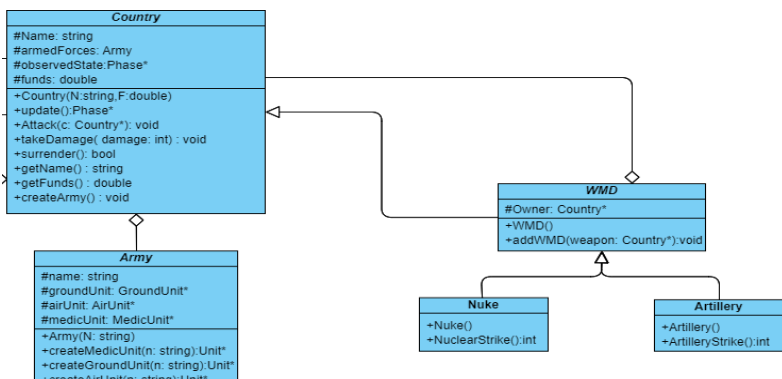 Country
#Name: string
#armedForces: Army
#observedState:Phase*
#funds: double
+Country(N:string,F:double)
+update():Phase*
+Attack(c: Country*): void
+takeDamage( damage: int) : void
+surrender(): bool
+getName() : string
+getFunds() : double
+createArmy() : void
WMD
#Owner: Country*
+WMD()
+addWMD(weapon: Country*):void
Army
#name: string
#groundUnit: GroundUnit*
#airUnit: AirUnit*
#medicUnit: MedicUnit*
+Army(N: string)
+createMedicUnit(n: string):Unit*
+createGroundUnit(n: string):Unit*
+createAirUnit(n: string):Unit*
Nuke
+Nuke()
+NuclearStrike():int
Artillery
+Artillery()
+ArtilleryStrike():int